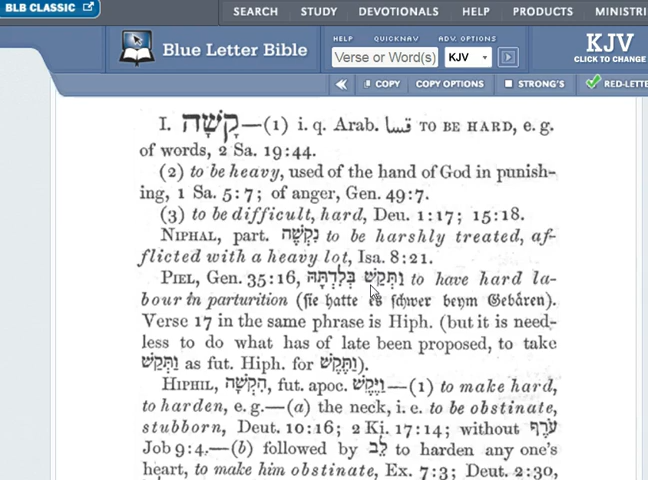 BLB CLASSIC
SEARCH STUDY DEVOTIONALS HELP PRODUCTS MINISTRI
Blue Letter Bible
HELP QUICKNAV ADV. OPTIONS
Verse or Word(s) KJV
KJV
CLICK TO CHANGE
COPY COPY OPTIONS STRONG'S RED-LETTE
I. קָשָׁה—(1) i. q. Arab. قسا TO BE HARD, e. g.
of words, 2 Sa. 19:44.
(2) to be heavy, used of the hand of God in punish-
ing, 1 Sa. 5:7; of anger, Gen. 49:7.
(3) to be difficult, hard, Deu. 1:17; 15:18.
NIPHAL, part. נִקְשֶׁה to be harshly treated, af-
flicted with a heavy lot, Isa. 8:21.
PIEL, Gen. 35:16, וַתְּקַשׁ בְּלִדְתָּהּ to have hard la-
bour in parturition (sie hatte es schwer beym Gebären).
Verse 17 in the same phrase is Hiph. (but it is need-
less to do what has of late been proposed, to take
וַתְּקַשׁ as fut. Hiph. for וַתֶּקֶשׁ).
HIPHIL, הִקְשָׁה, fut. apoc. וַיֶּקֶשׁ—(1) to make hard,
to harden, e. g.—(a) the neck, i. e. to be obstinate,
stubborn, Deut. 10:16; 2 Ki. 17:14; without עֹרֶף
Job 9:4.—(b) followed by לֵב to harden any one's
heart, to make him obstinate, Ex. 7:3; Deut. 2:30,